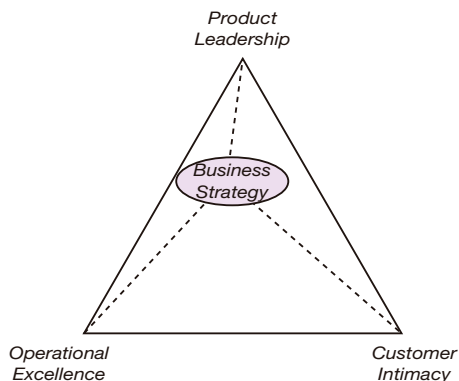 Product
Leadership
Business
Strategy
Operational
Excellence
Customer
Intimacy